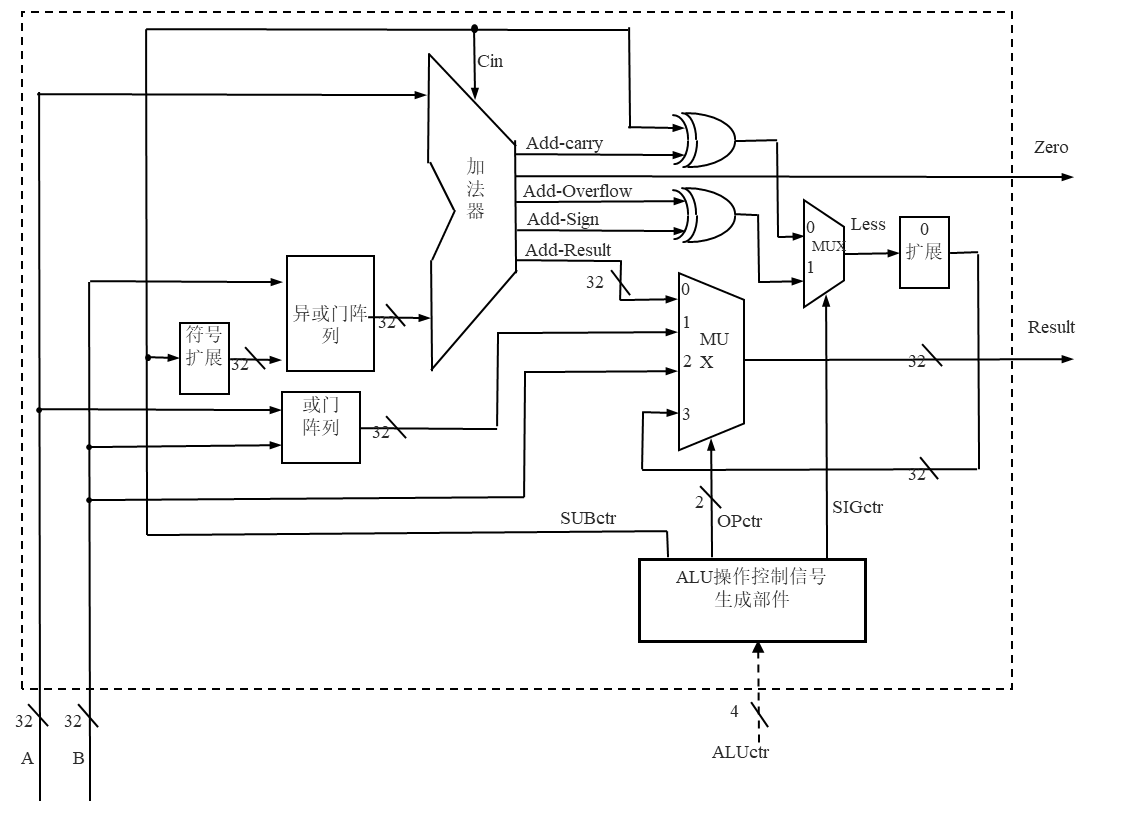 Cin
Add-carry
Zero
加
法
器
Add-Overflow
Add-Sign
Add-Result
32
0
MUX
1
Less
0
扩展
异或门阵
列
32
符号
扩展
32
0
1
MU
2
X
3
Result
32
或门
阵列
32
32
2
OPctr
SIGctr
SUBctr
ALU操作控制信号
生成部件
32
32
4
A
B
ALUctr